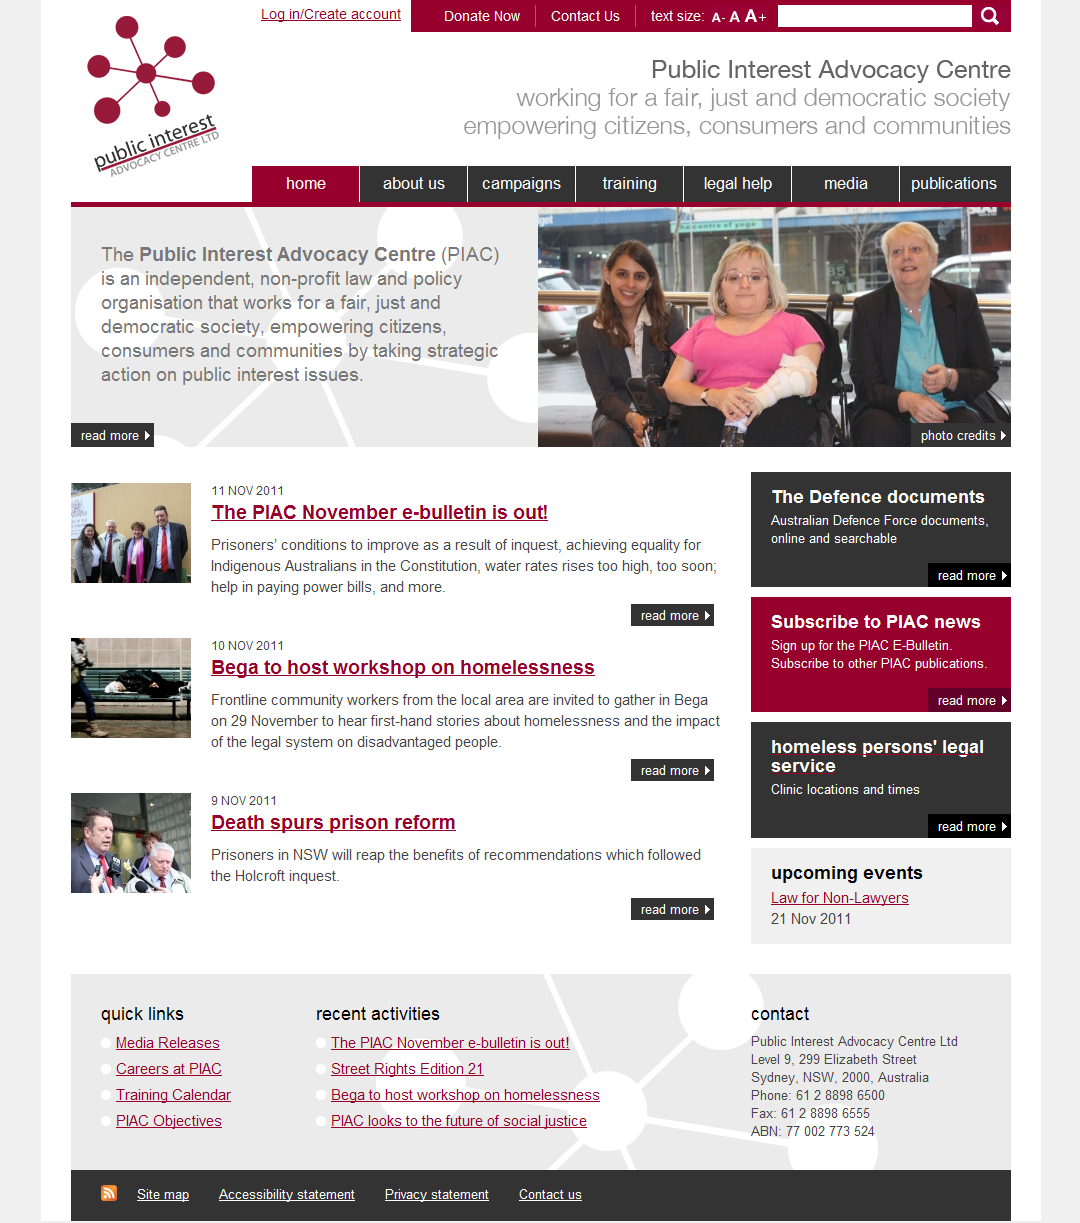 Log in/Create account
Donate Now
Contact Us
text size: A- A A+
public interest
ADVOCACY CENTRE LTD
Public Interest Advocacy Centre
working for a fair, just and democratic society
empowering citizens, consumers and communities
home
about us
campaigns
training
legal help
media
publications
The Public Interest Advocacy Centre (PIAC)
is an independent, non-profit law and policy
organisation that works for a fair, just and
democratic society, empowering citizens,
consumers and communities by taking strategic
action on public interest issues.
read more
the centre of yoga
photo credits
11 NOV 2011
The PIAC November e-bulletin is out!
Prisoners’ conditions to improve as a result of inquest, achieving equality for
Indigenous Australians in the Constitution, water rates rises too high, too soon;
help in paying power bills, and more.
read more
10 NOV 2011
Bega to host workshop on homelessness
Frontline community workers from the local area are invited to gather in Bega
on 29 November to hear first-hand stories about homelessness and the impact
of the legal system on disadvantaged people.
read more
9 NOV 2011
Death spurs prison reform
Prisoners in NSW will reap the benefits of recommendations which followed
the Holcroft inquest.
read more
The Defence documents
Australian Defence Force documents,
online and searchable
read more
Subscribe to PIAC news
Sign up for the PIAC E-Bulletin.
Subscribe to other PIAC publications.
read more
homeless persons' legal
service
Clinic locations and times
read more
upcoming events
Law for Non-Lawyers
21 Nov 2011
quick links
Media Releases
Careers at PIAC
Training Calendar
PIAC Objectives
recent activities
The PIAC November e-bulletin is out!
Street Rights Edition 21
Bega to host workshop on homelessness
PIAC looks to the future of social justice
contact
Public Interest Advocacy Centre Ltd
Level 9, 299 Elizabeth Street
Sydney, NSW, 2000, Australia
Phone: 61 2 8898 6500
Fax: 61 2 8898 6555
ABN: 77 002 773 524
Site map
Accessibility statement
Privacy statement
Contact us